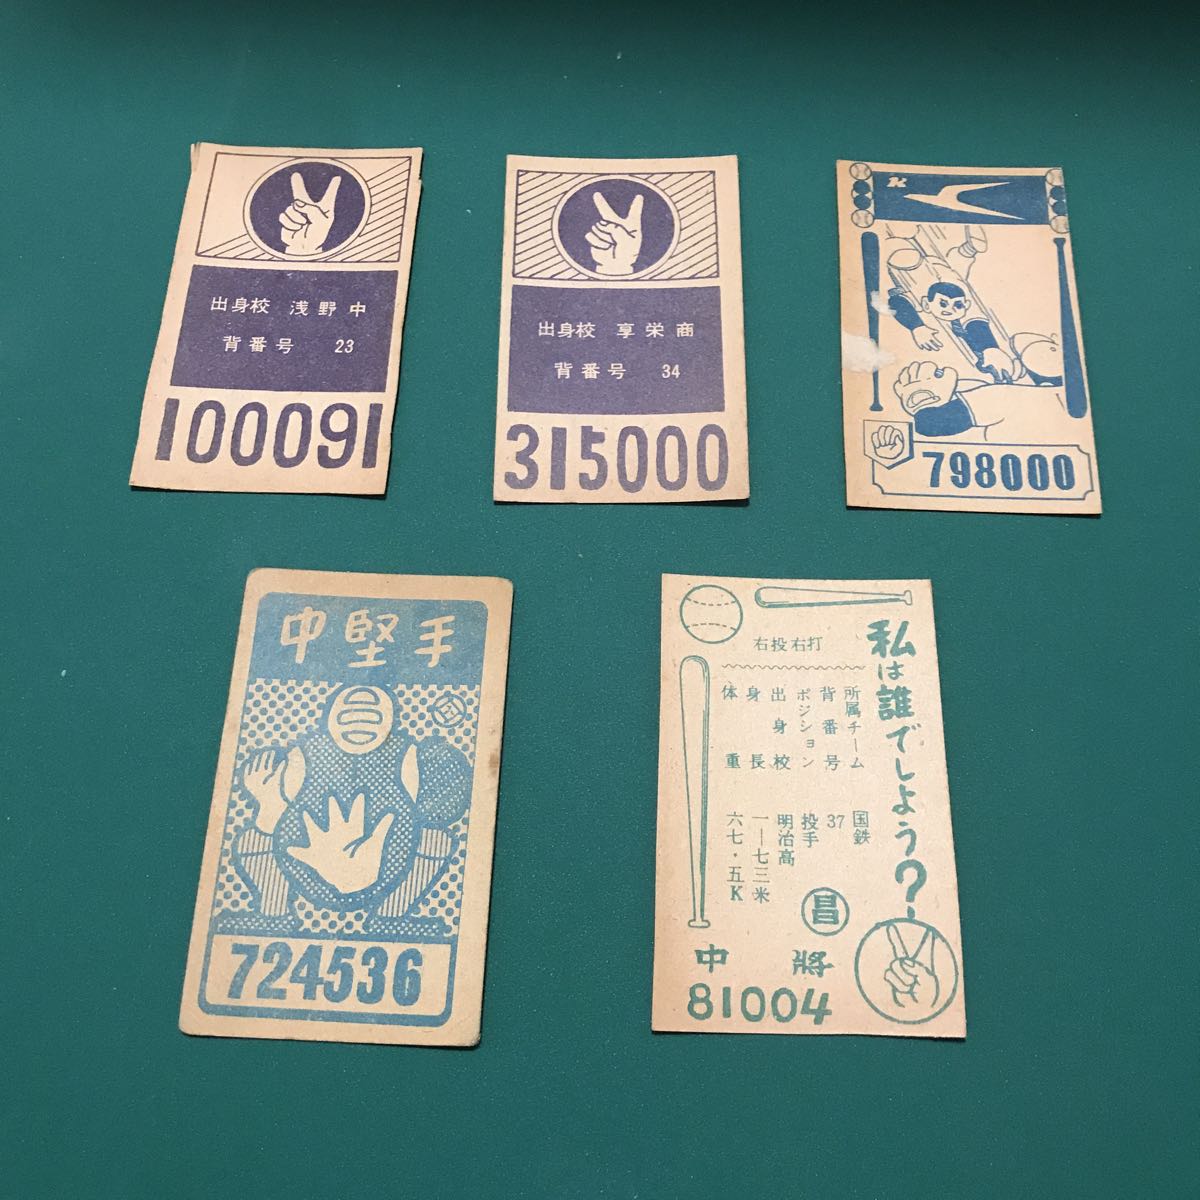 出身校 浅野中
背番号 23
100091
出身校 享栄商
背番号 34
315000
K
798000
中堅手
724536
私は誰でしよう?
右投右打
所属チーム 国鉄
背番号 37
ポジション 投手
出身校 明治高
身長 一―七三米
体重 六七・五K
昌
中将
81004